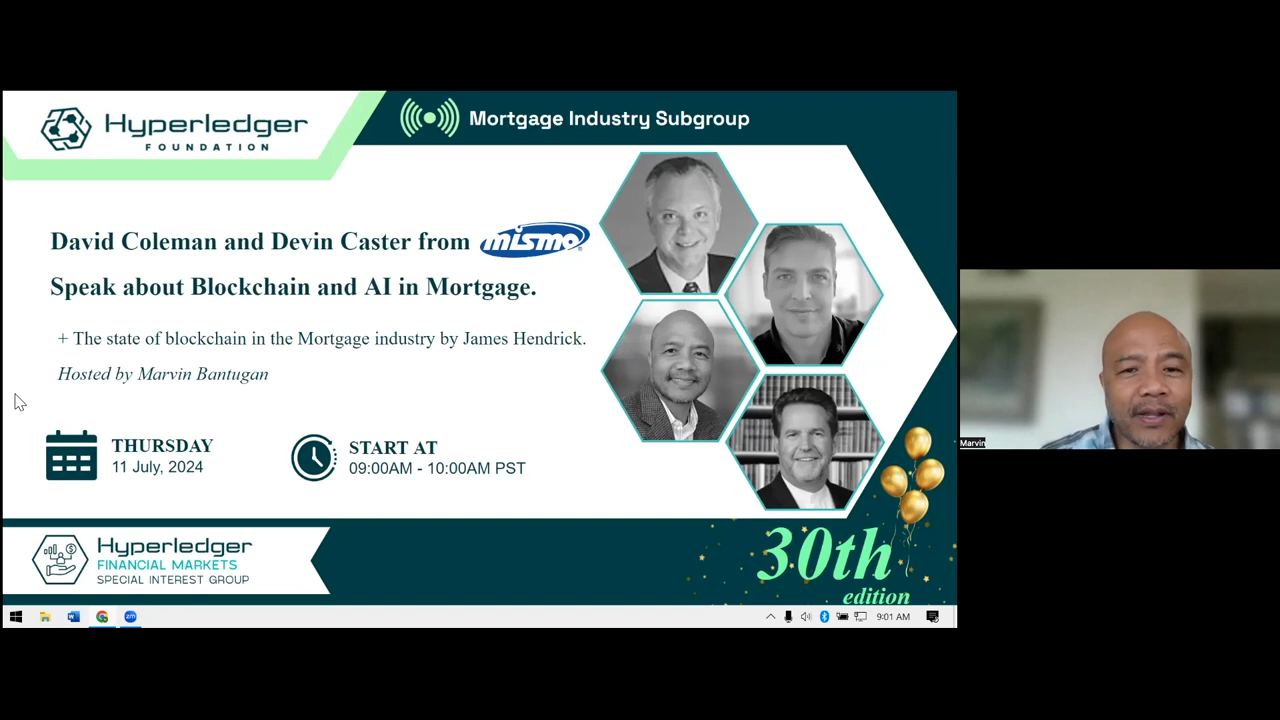 Hyperledger
FOUNDATION
Mortgage Industry Subgroup
David Coleman and Devin Caster from mismo
Speak about Blockchain and AI in Mortgage.
+ The state of blockchain in the Mortgage industry by James Hendrick.
Hosted by Marvin Bantugan
THURSDAY
11 July, 2024
START AT
09:00AM - 10:00AM PST
Marvin
Hyperledger
FINANCIAL MARKETS
SPECIAL INTEREST GROUP
30th
edition
zm
9:01 AM